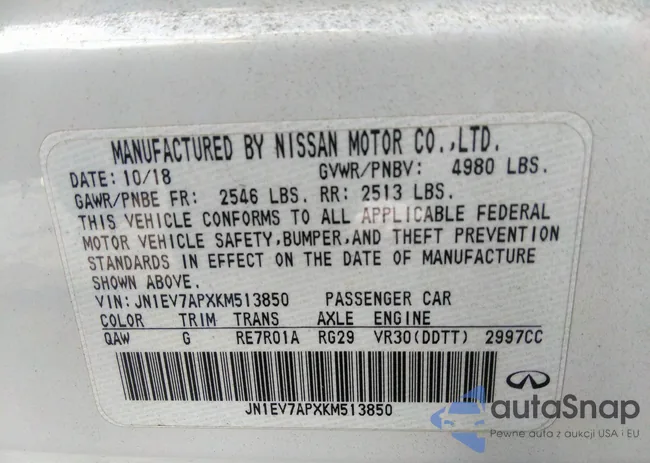 MANUFACTURED BY NISSAN MOTOR CO.,LTD.
DATE: 10/18 GVWR/PNBV: 4980 LBS.
GAWR/PNBE FR: 2546 LBS. RR: 2513 LBS.
THIS VEHICLE CONFORMS TO ALL APPLICABLE FEDERAL
MOTOR VEHICLE SAFETY,BUMPER,AND THEFT PREVENTION
STANDARDS IN EFFECT ON THE DATE OF MANUFACTURE
SHOWN ABOVE.
VIN: JN1EV7APXKM513850 PASSENGER CAR
COLOR TRIM TRANS AXLE ENGINE
QAW G RE7R01A RG29 VR30(DDTT) 2997CC
JN1EV7APXKM513850
autaSnap
Pewne auta z aukcji USA i EU